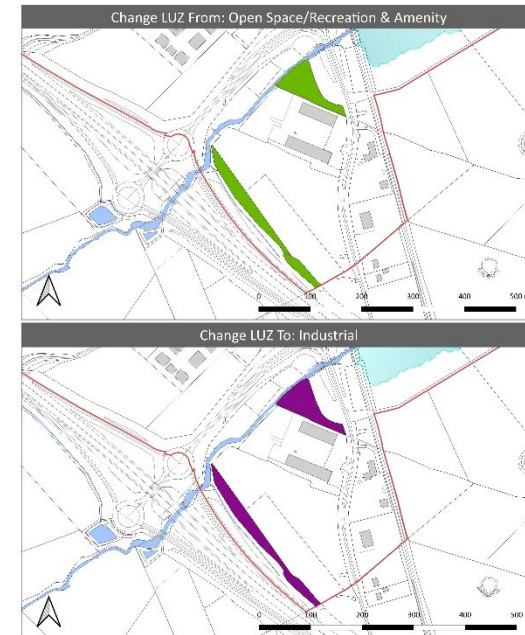 Change LUZ From: Open Space/Recreation & Amenity
0 100 200 300 400 500
Change LUZ To: Industrial
0 100 200 300 400 500